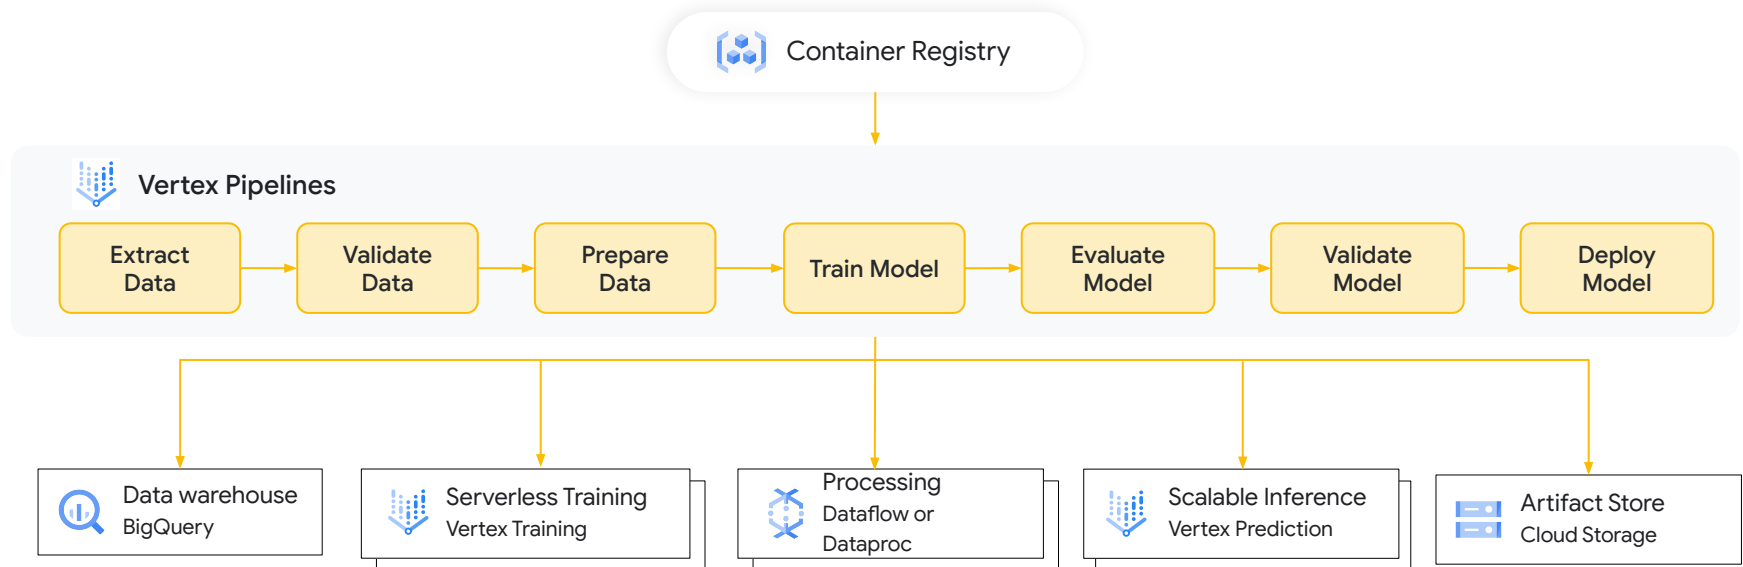 Container Registry
Vertex Pipelines
Extract
Data
Validate
Data
Prepare
Data
Train Model
Evaluate
Model
Validate
Model
Deploy
Model
Data warehouse
BigQuery
Serverless Training
Vertex Training
Processing
Dataflow or
Dataproc
Scalable Inference
Vertex Prediction
Artifact Store
Cloud Storage